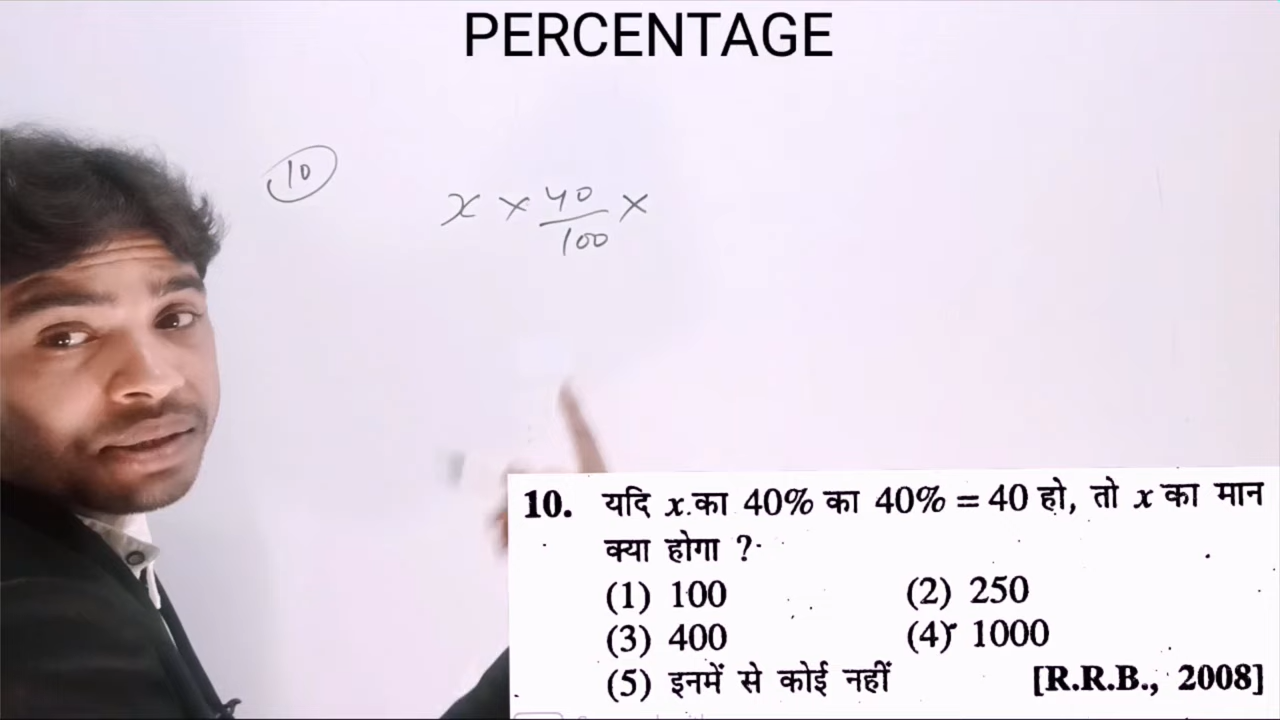 PERCENTAGE
10
x × 40/100 ×
10. यदि x का 40% का 40% = 40 हो, तो x का मान
क्या होगा ?
(1) 100 (2) 250
(3) 400 (4) 1000
(5) इनमें से कोई नहीं [R.R.B., 2008]